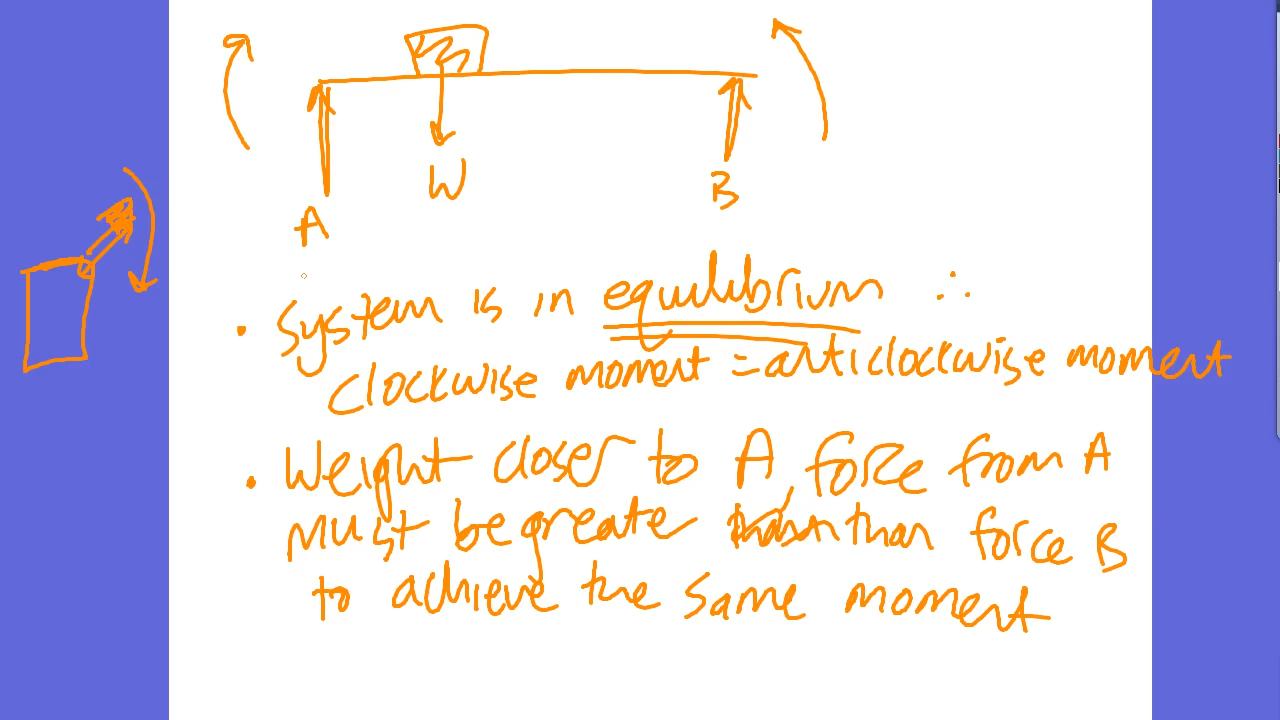 W
B
A
• System is in equilibrium ∴
clockwise moment = anticlockwise moment
• Weight closer to A, force from A
must be greater than force B
to achieve the same moment